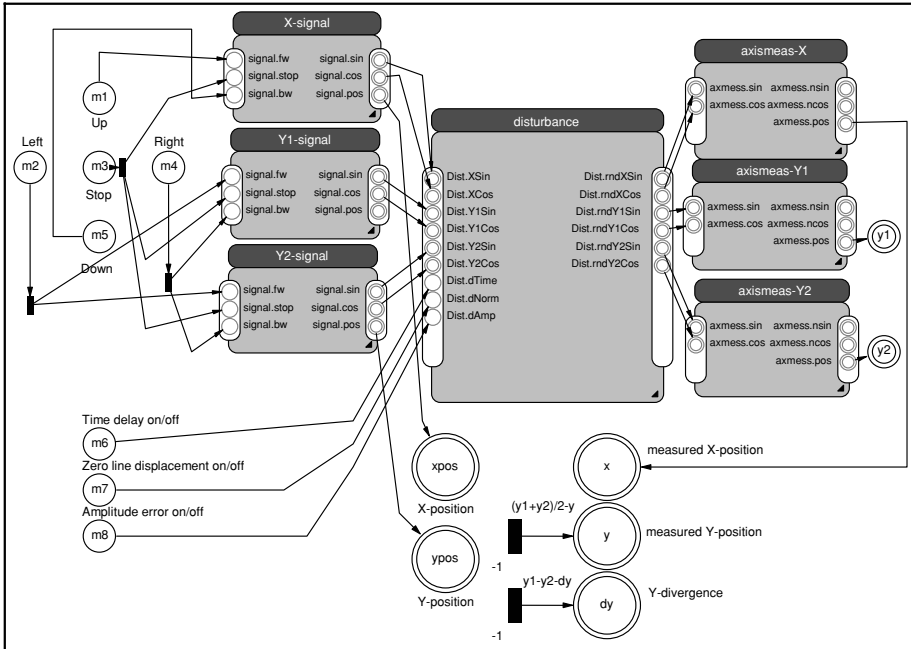 X-signal
signal.fw signal.sin
signal.stop signal.cos
signal.bw signal.pos
m1
Up
Left
m2
m3
Stop
Right
m4
m5
Down
Y1-signal
signal.fw signal.sin
signal.stop signal.cos
signal.bw signal.pos
Y2-signal
signal.fw signal.sin
signal.stop signal.cos
signal.bw signal.pos
disturbance
Dist.XSin Dist.rndXSin
Dist.XCos Dist.rndXCos
Dist.Y1Sin Dist.rndY1Sin
Dist.Y1Cos Dist.rndY1Cos
Dist.Y2Sin Dist.rndY2Sin
Dist.Y2Cos Dist.rndY2Cos
Dist.dTime
Dist.dNorm
Dist.dAmp
axismeas-X
axmess.sin axmess.nsin
axmess.cos axmess.ncos
axmess.pos
axismeas-Y1
axmess.sin axmess.nsin
axmess.cos axmess.ncos
axmess.pos
y1
axismeas-Y2
axmess.sin axmess.nsin
axmess.cos axmess.ncos
axmess.pos
y2
Time delay on/off
m6
Zero line displacement on/off
m7
Amplitude error on/off
m8
xpos
X-position
ypos
Y-position
x
measured X-position
(y1+y2)/2-y
-1
y
measured Y-position
y1-y2-dy
-1
dy
Y-divergence